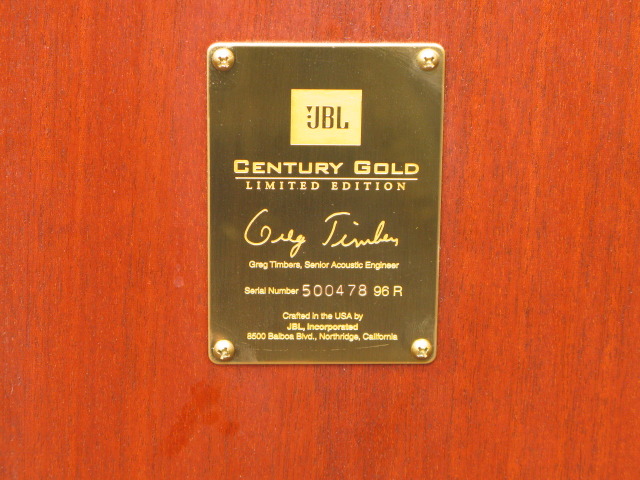 JBL
CENTURY GOLD
LIMITED EDITION
Greg Timbers
Greg Timbers, Senior Acoustic Engineer
Serial Number 500478 96 R
Crafted in the USA by
JBL, Incorporated
8500 Balboa Blvd., Northridge, California